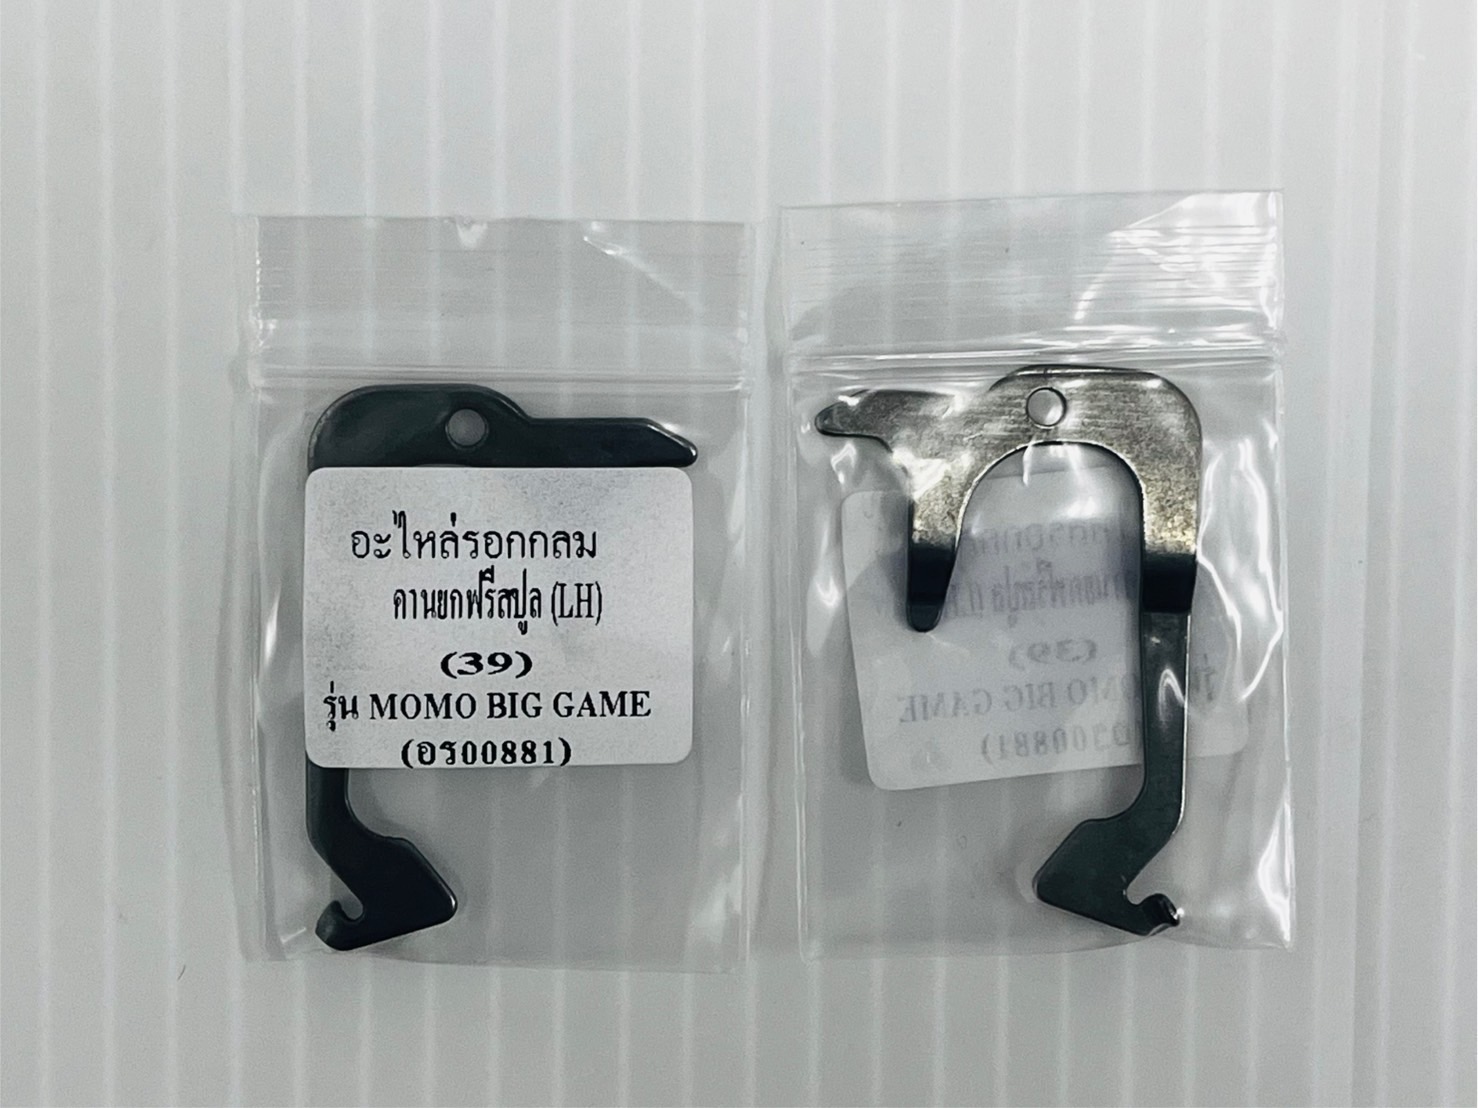 อะไหล่รอกกลม
คานยกฟรีสปูล (LH)
(39)
รุ่น MOMO BIG GAME
(อร00881)